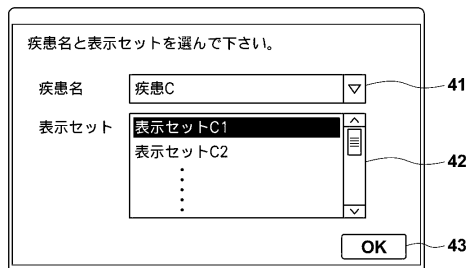 疾患名と表示セットを選んで下さい。
疾患名 疾患C 41
表示セット 表示セットC1
表示セットC2 42
OK 43